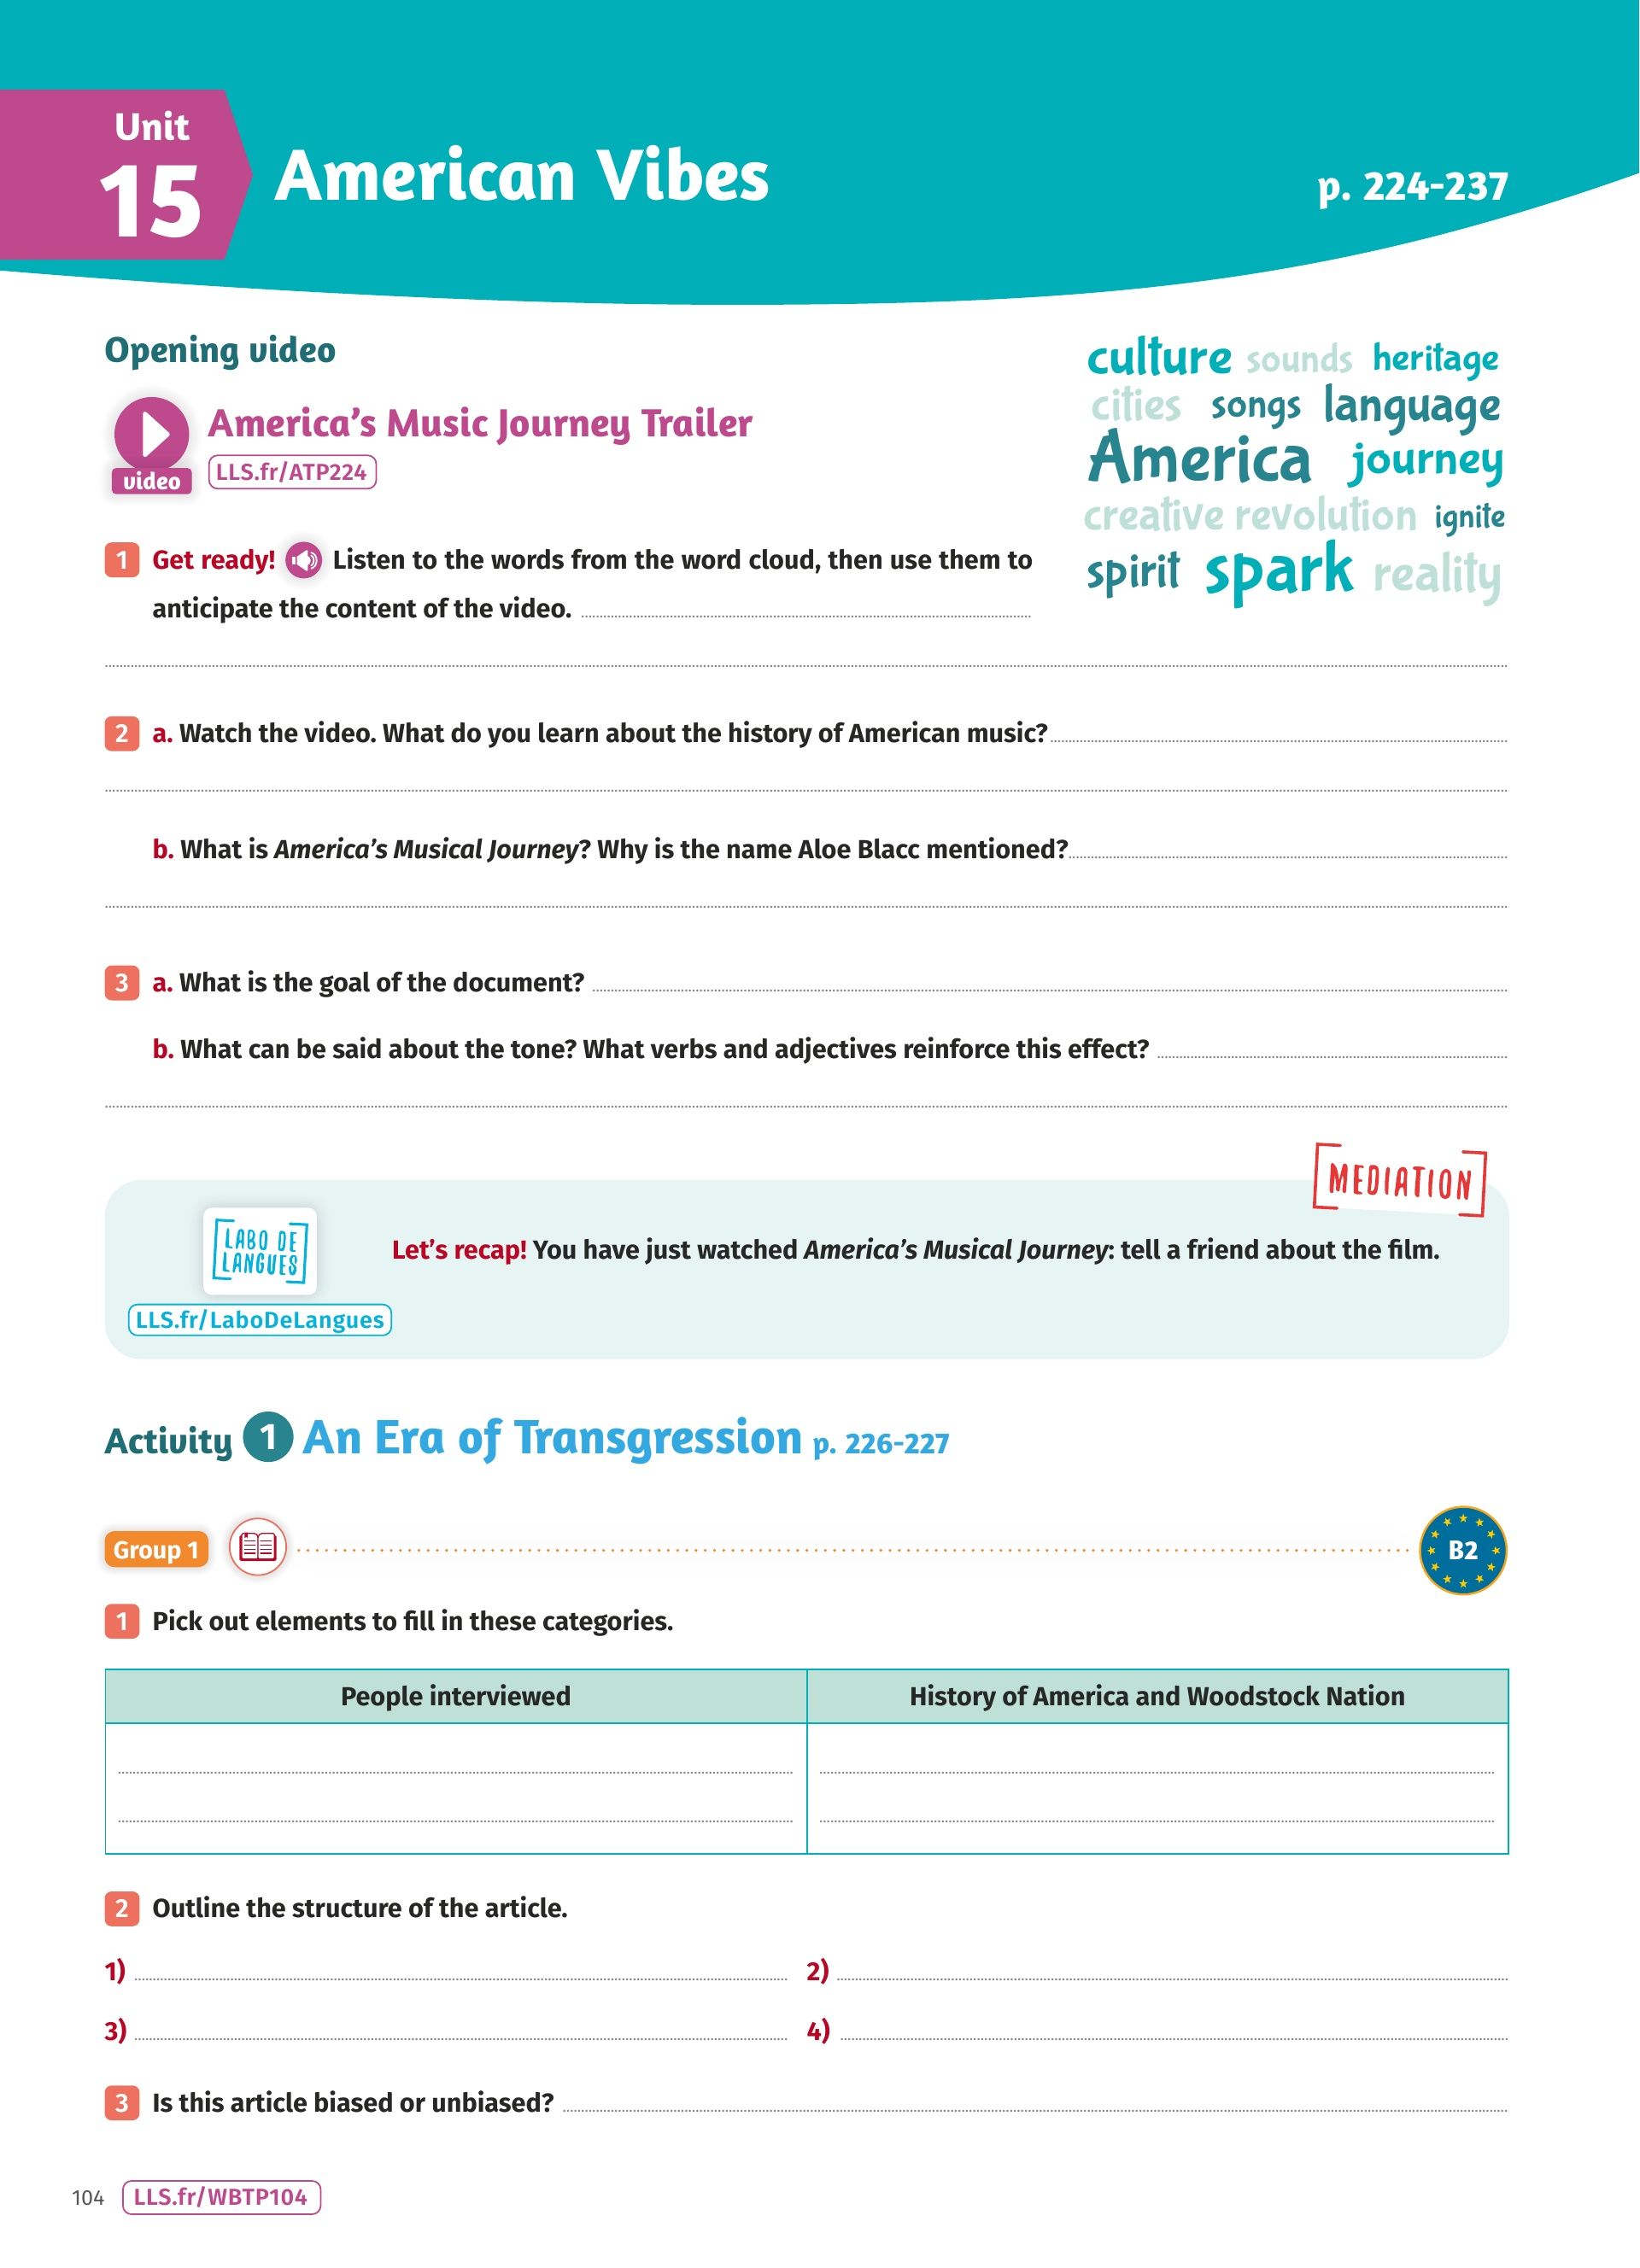 Unit
15
American Vibes
p. 224-237
Opening video
video
America's Music Journey Trailer
LLS.fr/ATP224
culture sounds heritage
cities songs language
America journey
creative revolution ignite
spirit spark reality
1 Get ready! Listen to the words from the word cloud, then use them to
anticipate the content of the video.
2 a. Watch the video. What do you learn about the history of American music?
b. What is America's Musical Journey? Why is the name Aloe Blacc mentioned?
3 a. What is the goal of the document?
b. What can be said about the tone? What verbs and adjectives reinforce this effect?
MEDIATION
LABO DE
LANGUES
LLS.fr/LaboDeLangues
Let's recap! You have just watched America's Musical Journey: tell a friend about the film.
Activity 1 An Era of Transgression p. 226-227
Group 1
B2
1 Pick out elements to fill in these categories.
People interviewed
History of America and Woodstock Nation
2 Outline the structure of the article.
1) 2)
3) 4)
3 Is this article biased or unbiased?
104 LLS.fr/WBTP104